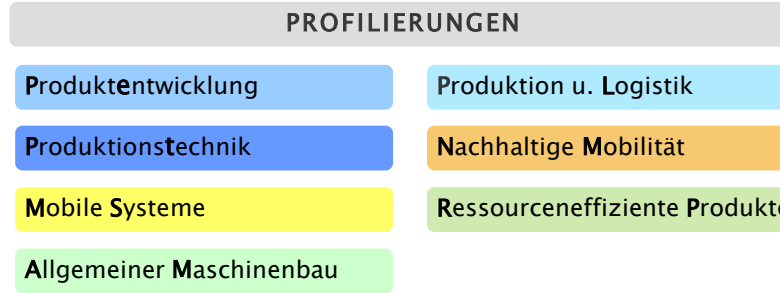 PROFILIERUNGEN
Produktentwicklung
Produktion u. Logistik
Produktionstechnik
Nachhaltige Mobilität
Mobile Systeme
Ressourceneffiziente Produkte
Allgemeiner Maschinenbau